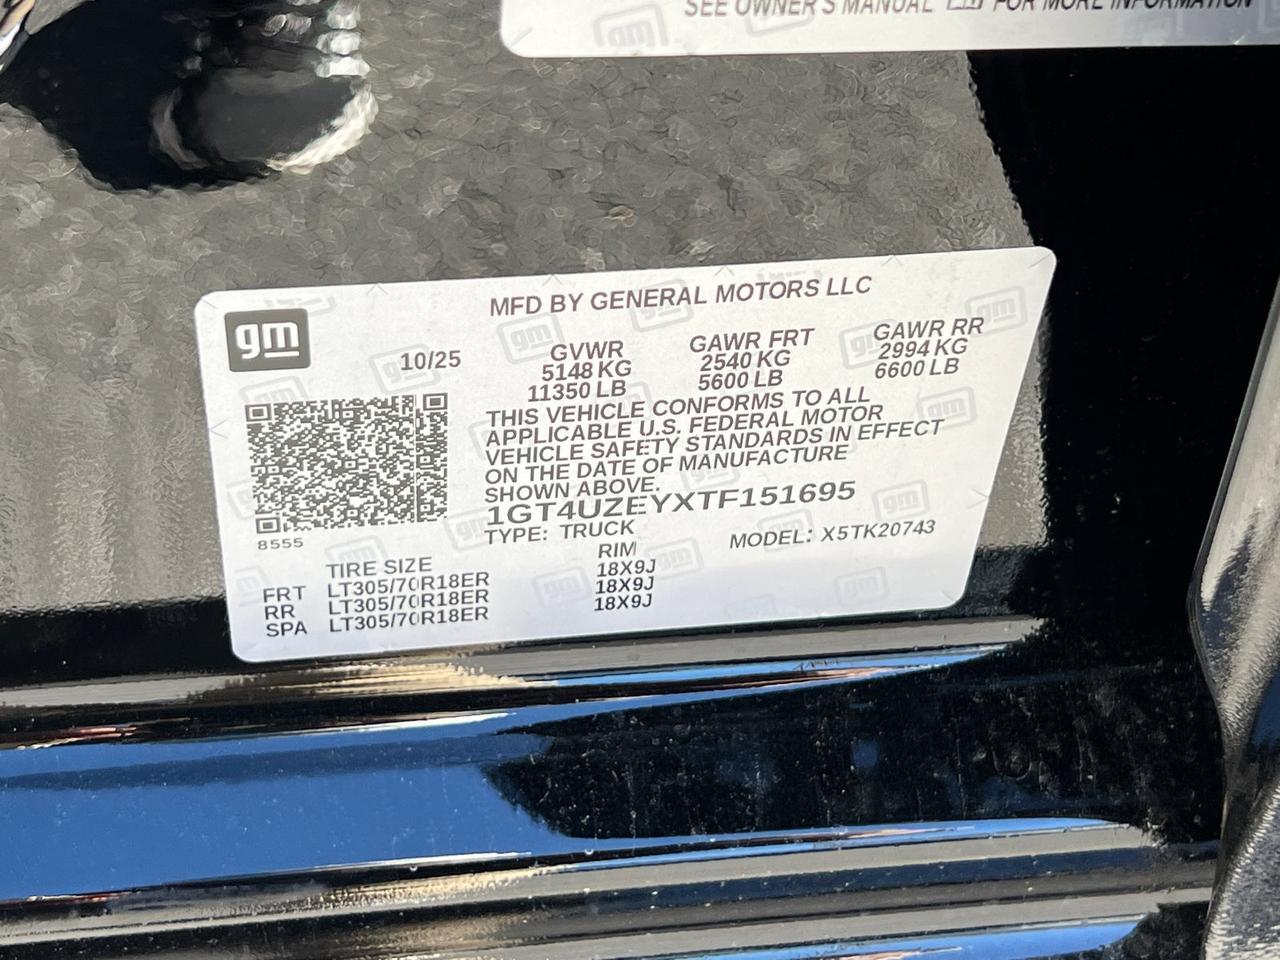 SEE OWNER'S MANUAL FOR MORE INFORMATION
MFD BY GENERAL MOTORS LLC
gm
10/25
GVWR GAWR FRT GAWR RR
5148 KG 2540 KG 2994 KG
11350 LB 5600 LB 6600 LB
THIS VEHICLE CONFORMS TO ALL
APPLICABLE U.S. FEDERAL MOTOR
VEHICLE SAFETY STANDARDS IN EFFECT
ON THE DATE OF MANUFACTURE
SHOWN ABOVE.
1GT4UZEYXTF151695
TYPE: TRUCK MODEL: X5TK20743
8555
TIRE SIZE RIM
FRT LT305/70R18ER 18X9J
RR LT305/70R18ER 18X9J
SPA LT305/70R18ER 18X9J